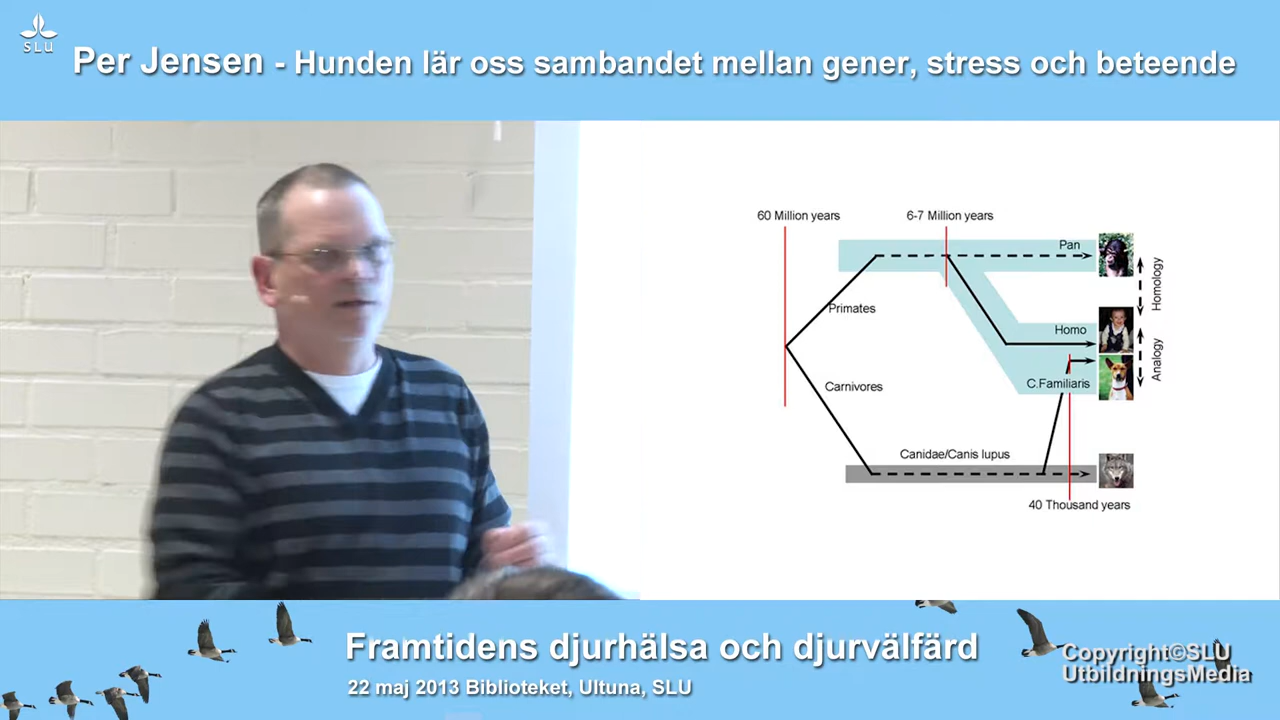 SLU
Per Jensen - Hunden lär oss sambandet mellan gener, stress och beteende
60 Million years
6-7 Million years
Pan
Homology
Primates
Homo
Analogy
Carnivores
C.Familiaris
Canidae/Canis lupus
40 Thousand years
Framtidens djurhälsa och djurvälfärd
22 maj 2013 Biblioteket, Ultuna, SLU
Copyright©SLU
UtbildningsMedia